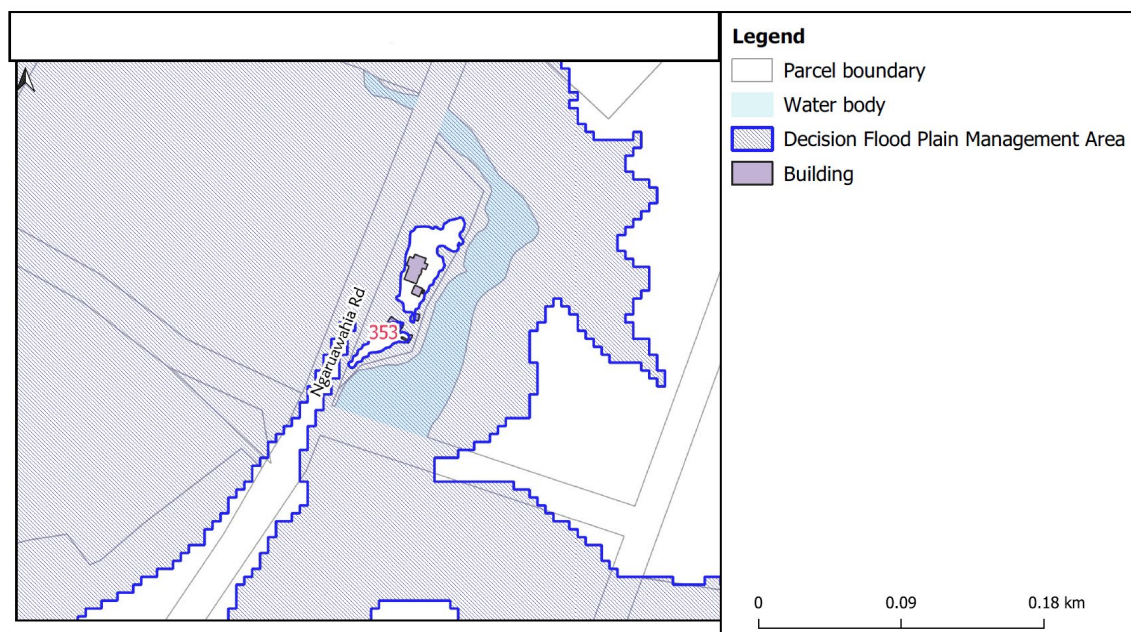 Legend
Parcel boundary
Water body
Decision Flood Plain Management Area
Building
Ngaruawahia Rd
353
0 0.09 0.18 km